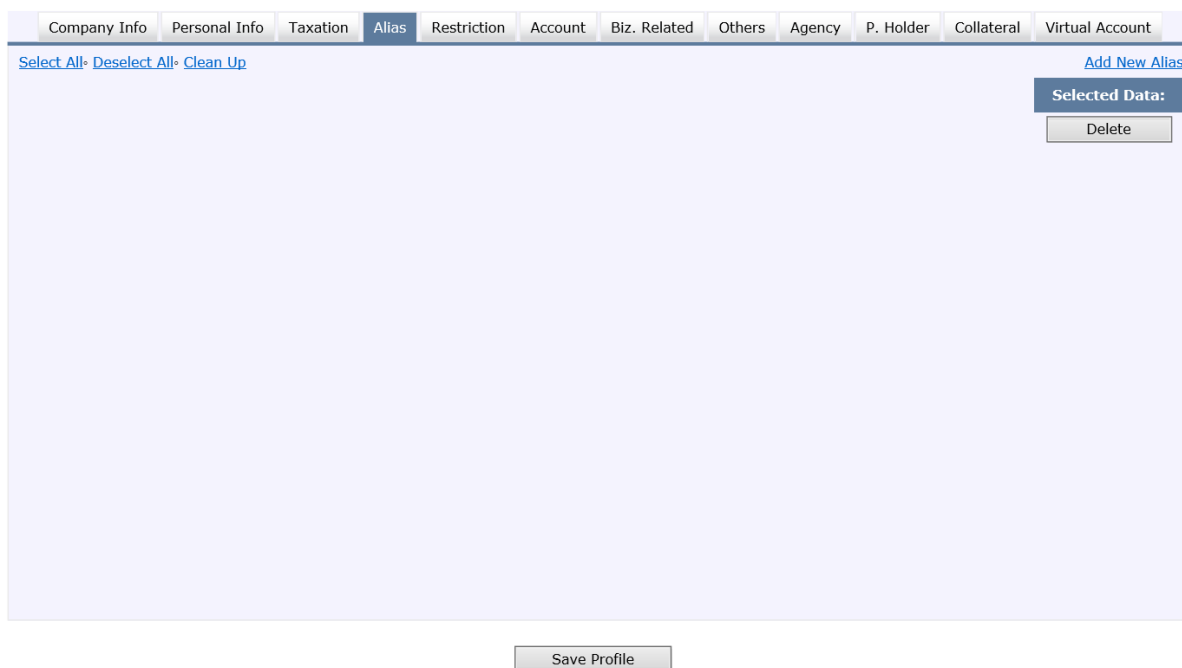 Company Info Personal Info Taxation Alias Restriction Account Biz. Related Others Agency P. Holder Collateral Virtual Account
Select All◦ Deselect All◦ Clean Up Add New Alias
Selected Data:
Delete
Save Profile